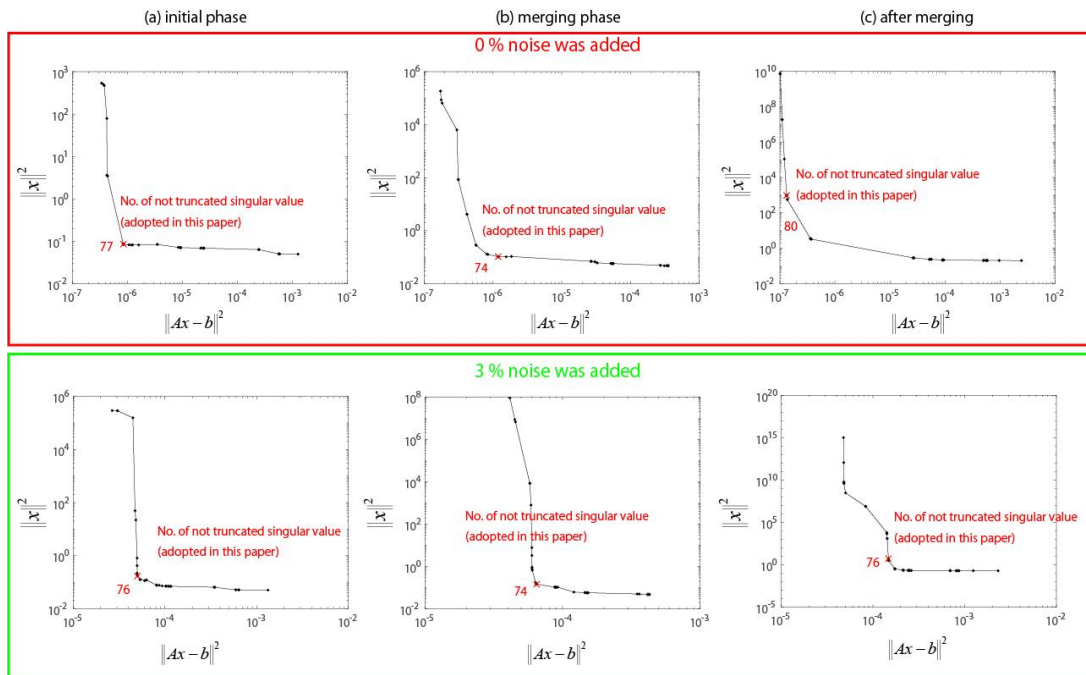 (a) initial phase
(b) merging phase
(c) after merging
0 % noise was added
10^3
10^2
10^1
10^0
10^-1
10^-2
10^-7
10^-6
10^-5
10^-4
10^-3
10^-2
‖x‖^2
‖Ax − b‖^2
No. of not truncated singular value
(adopted in this paper)
77
10^6
10^4
10^2
10^0
10^-2
10^-7
10^-6
10^-5
10^-4
10^-3
‖x‖^2
‖Ax − b‖^2
No. of not truncated singular value
(adopted in this paper)
74
10^10
10^8
10^6
10^4
10^2
10^0
10^-2
10^-7
10^-6
10^-5
10^-4
10^-3
10^-2
‖x‖^2
‖Ax − b‖^2
No. of not truncated singular value
(adopted in this paper)
80
3 % noise was added
10^6
10^4
10^2
10^0
10^-2
10^-5
10^-4
10^-3
10^-2
‖x‖^2
‖Ax − b‖^2
No. of not truncated singular value
(adopted in this paper)
76
10^8
10^6
10^4
10^2
10^0
10^-2
10^-5
10^-4
10^-3
‖x‖^2
‖Ax − b‖^2
No. of not truncated singular value
(adopted in this paper)
74
10^20
10^15
10^10
10^5
10^0
10^-5
10^-5
10^-4
10^-3
10^-2
‖x‖^2
‖Ax − b‖^2
No. of not truncated singular value
(adopted in this paper)
76